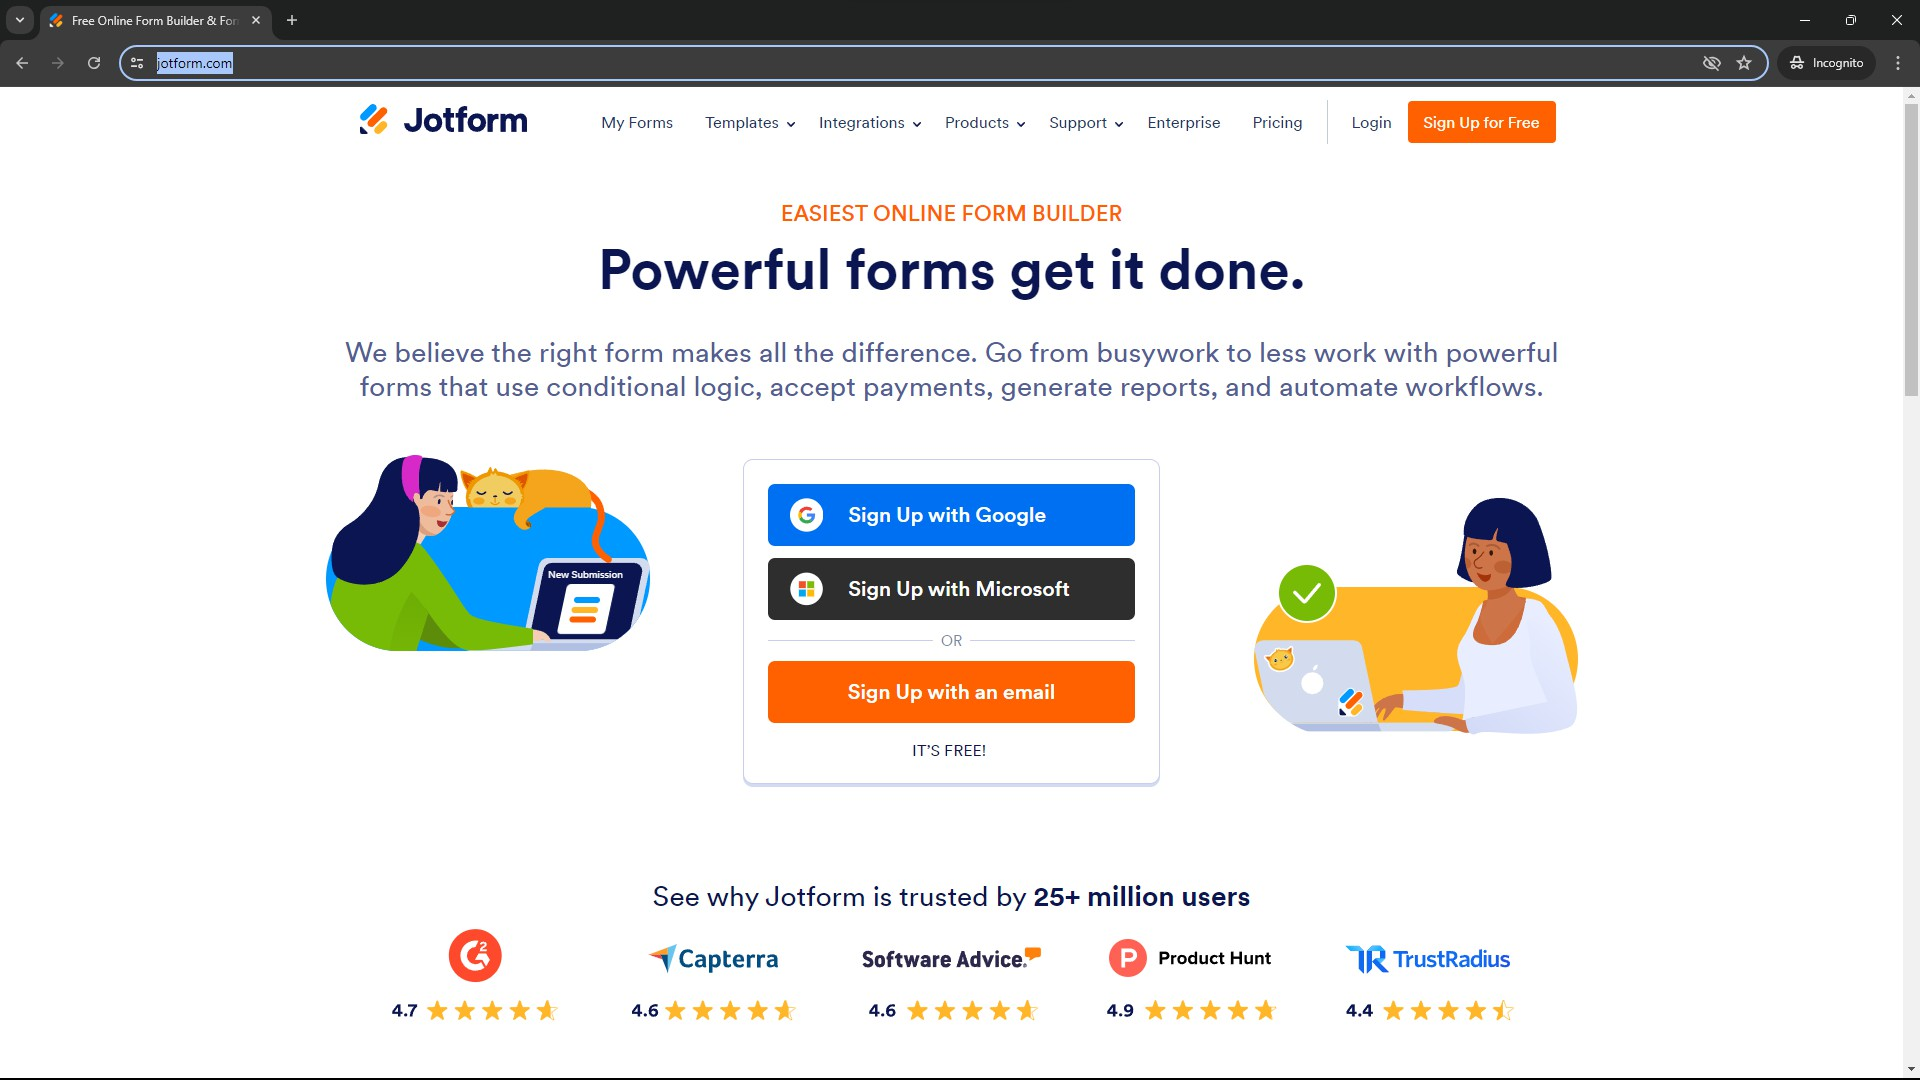 Free Online Form Builder & For
jotform.com
Incognito
Jotform
My Forms
Templates
Integrations
Products
Support
Enterprise
Pricing
Login
Sign Up for Free
EASIEST ONLINE FORM BUILDER
Powerful forms get it done.
We believe the right form makes all the difference. Go from busywork to less work with powerful
forms that use conditional logic, accept payments, generate reports, and automate workflows.
New Submission
Sign Up with Google
Sign Up with Microsoft
OR
Sign Up with an email
IT'S FREE!
See why Jotform is trusted by 25+ million users
G2
Capterra
Software Advice.
Product Hunt
TrustRadius
4.7
4.6
4.6
4.9
4.4